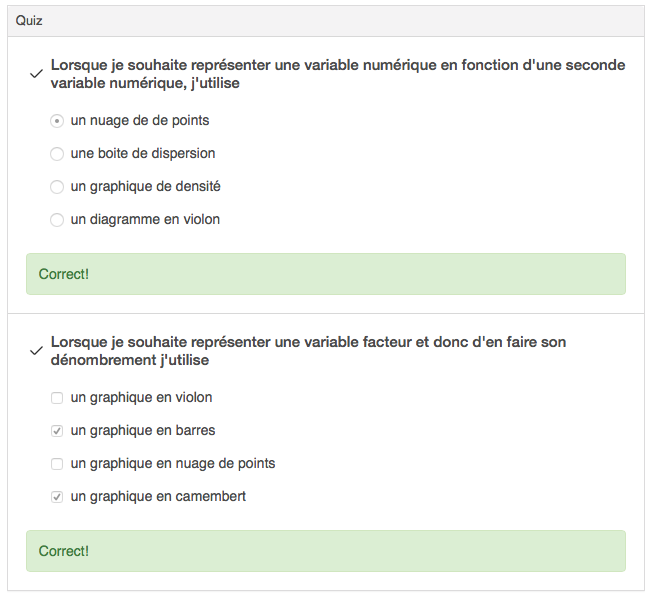 Quiz
Lorsque je souhaite représenter une variable numérique en fonction d'une seconde
variable numérique, j'utilise
un nuage de de points
une boite de dispersion
un graphique de densité
un diagramme en violon
Correct!
Lorsque je souhaite représenter une variable facteur et donc d'en faire son
dénombrement j'utilise
un graphique en violon
un graphique en barres
un graphique en nuage de points
un graphique en camembert
Correct!